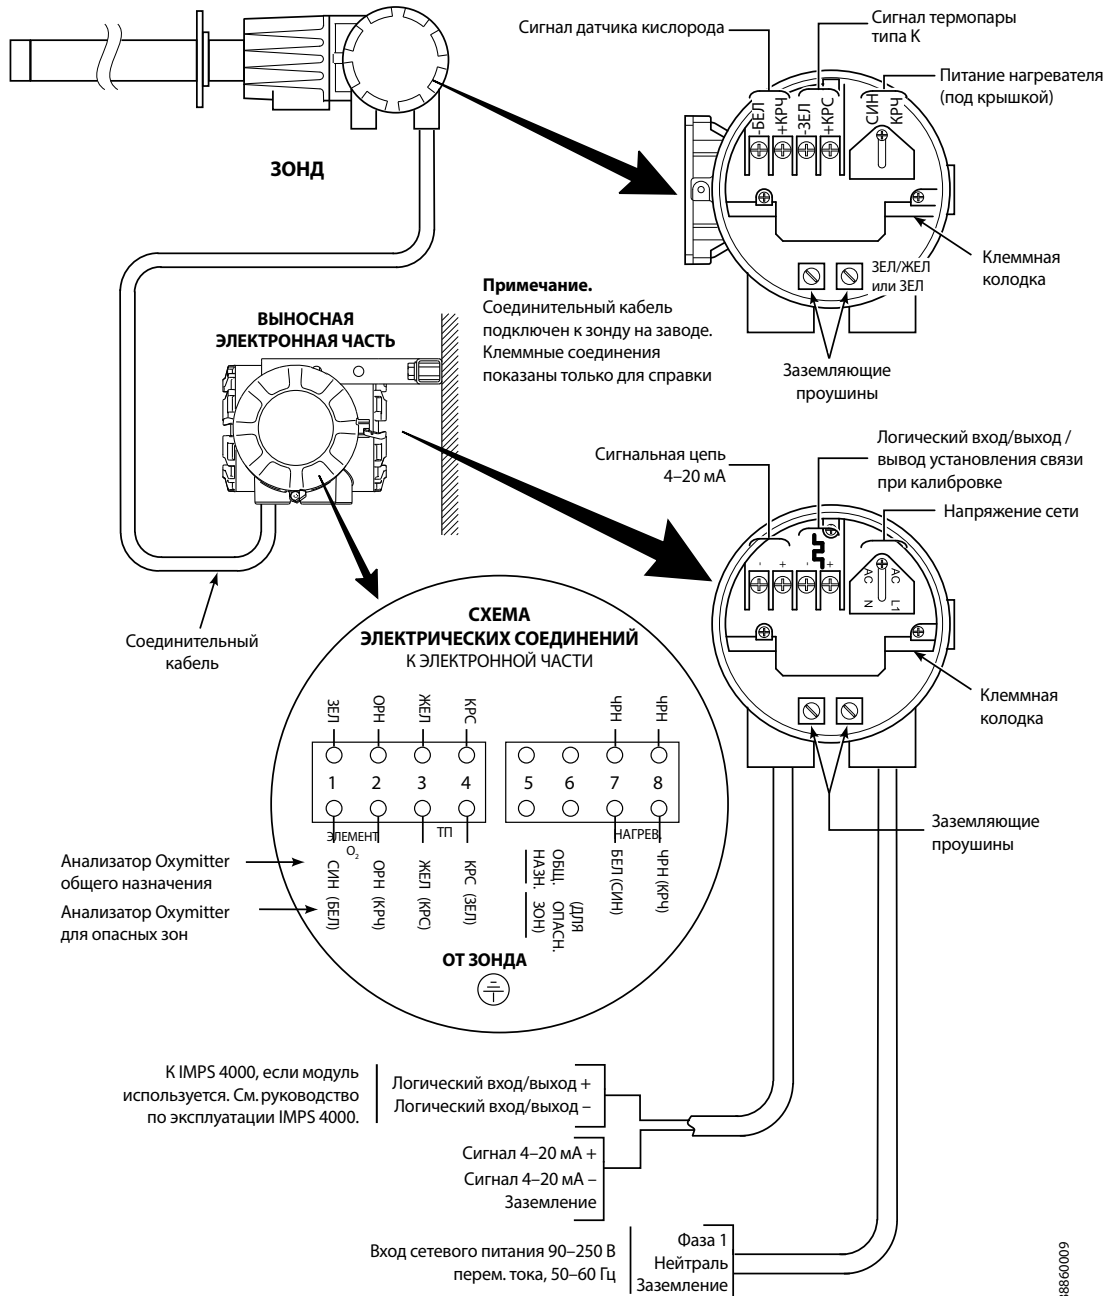 Сигнал датчика кислорода
Сигнал термопары
типа K
Питание нагревателя
(под крышкой)
-БЕЛ
+КРЧ
-ЗЕЛ
+КРС
СИН
КРЧ
ЗОНД
Клеммная
колодка
ЗЕЛ/ЖЕЛ
или ЗЕЛ
Заземляющие
проушины
Примечание.
Соединительный кабель
подключен к зонду на заводе.
Клеммные соединения
показаны только для справки
ВЫНОСНАЯ
ЭЛЕКТРОННАЯ ЧАСТЬ
Сигнальная цепь
4–20 мА
Логический вход/выход /
вывод установления связи
при калибровке
Напряжение сети
- + - +
AC N
AC L1
Клеммная
колодка
Заземляющие
проушины
Соединительный
кабель
СХЕМА
ЭЛЕКТРИЧЕСКИХ СОЕДИНЕНИЙ
К ЭЛЕКТРОННОЙ ЧАСТИ
ЗЕЛ ОРН ЖЕЛ КРС ЧРН ЧРН
1 2 3 4 5 6 7 8
ЭЛЕМЕНТ
O2
ТП
НАГРЕВ.
Анализатор Oxymitter
общего назначения
Анализатор Oxymitter
для опасных зон
СИН (БЕЛ)
ОРН (КРЧ)
ЖЕЛ (КРС)
КРС (ЗЕЛ)
ОБЩ. (ДЛЯ
НАЗН. ОПАСН.
ЗОН)
БЕЛ (СИН)
ЧРН (КРЧ)
ОТ ЗОНДА
К IMPS 4000, если модуль
используется. См. руководство
по эксплуатации IMPS 4000.
Логический вход/выход +
Логический вход/выход –
Сигнал 4–20 мА +
Сигнал 4–20 мА –
Заземление
Вход сетевого питания 90–250 В
перем. тока, 50–60 Гц
Фаза 1
Нейтраль
Заземление